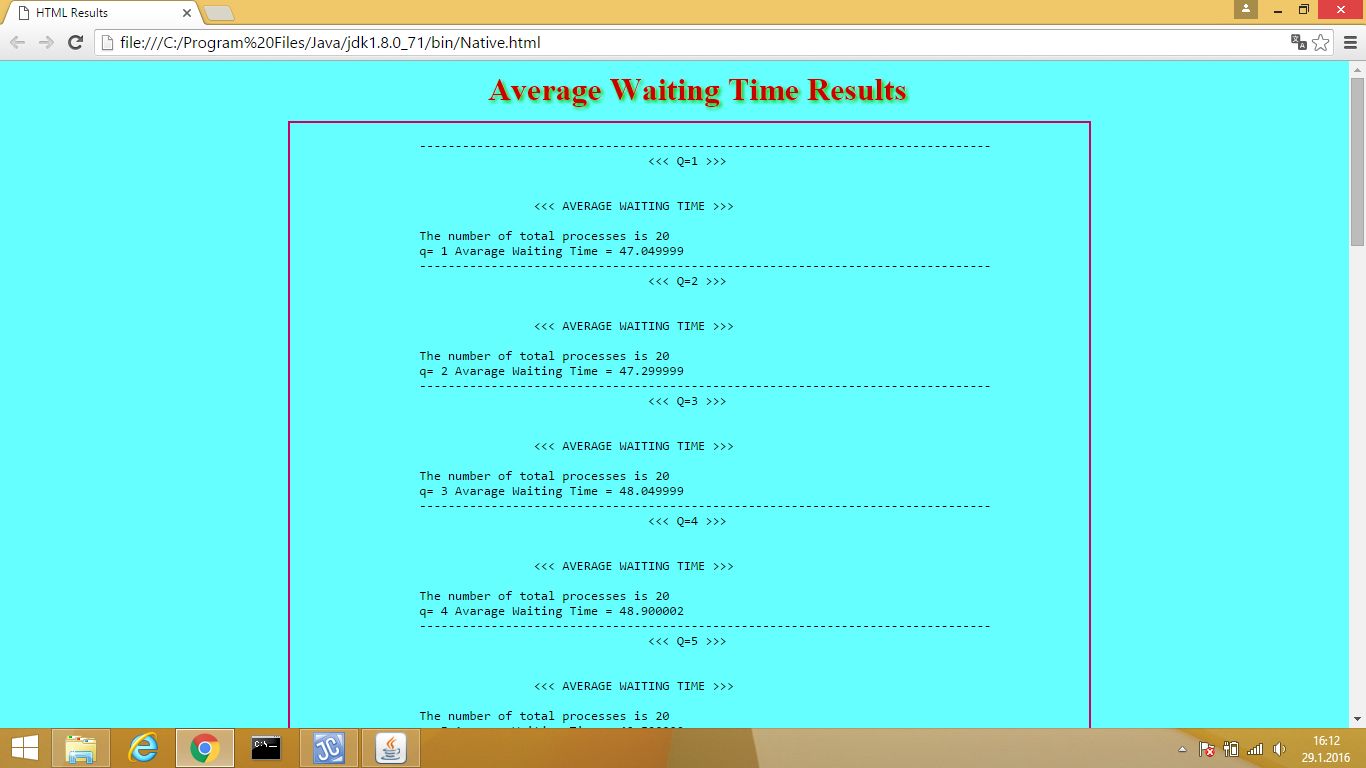 HTML Results
file:///C:/Program%20Files/Java/jdk1.8.0_71/bin/Native.html
Average Waiting Time Results
--------------------------------------------------------------------------------
<<< Q=1 >>>
<<< AVERAGE WAITING TIME >>>
The number of total processes is 20
q= 1 Avarage Waiting Time = 47.049999
--------------------------------------------------------------------------------
<<< Q=2 >>>
<<< AVERAGE WAITING TIME >>>
The number of total processes is 20
q= 2 Avarage Waiting Time = 47.299999
--------------------------------------------------------------------------------
<<< Q=3 >>>
<<< AVERAGE WAITING TIME >>>
The number of total processes is 20
q= 3 Avarage Waiting Time = 48.049999
--------------------------------------------------------------------------------
<<< Q=4 >>>
<<< AVERAGE WAITING TIME >>>
The number of total processes is 20
q= 4 Avarage Waiting Time = 48.900002
--------------------------------------------------------------------------------
<<< Q=5 >>>
<<< AVERAGE WAITING TIME >>>
The number of total processes is 20
C:\_
JC
16:12
29.1.2016